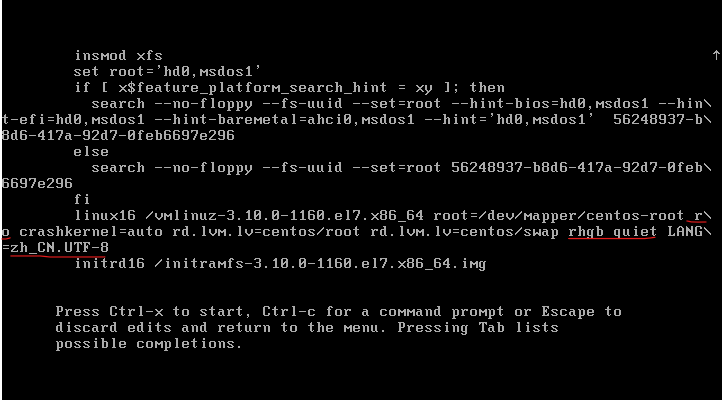 insmod xfs
set root='hd0,msdos1'
if [ x$feature_platform_search_hint = xy ]; then
search --no-floppy --fs-uuid --set=root --hint-bios=hd0,msdos1 --hin\
t-efi=hd0,msdos1 --hint-baremetal=ahci0,msdos1 --hint='hd0,msdos1'  56248937-b\
8d6-417a-92d7-0feb6697e296
else
search --no-floppy --fs-uuid --set=root 56248937-b8d6-417a-92d7-0feb\
6697e296
fi
linux16 /vmlinuz-3.10.0-1160.el7.x86_64 root=/dev/mapper/centos-root r\
o crashkernel=auto rd.lvm.lv=centos/root rd.lvm.lv=centos/swap rhgb quiet LANG\
=zh_CN.UTF-8
initrd16 /initramfs-3.10.0-1160.el7.x86_64.img
Press Ctrl-x to start, Ctrl-c for a command prompt or Escape to
discard edits and return to the menu. Pressing Tab lists
possible completions.